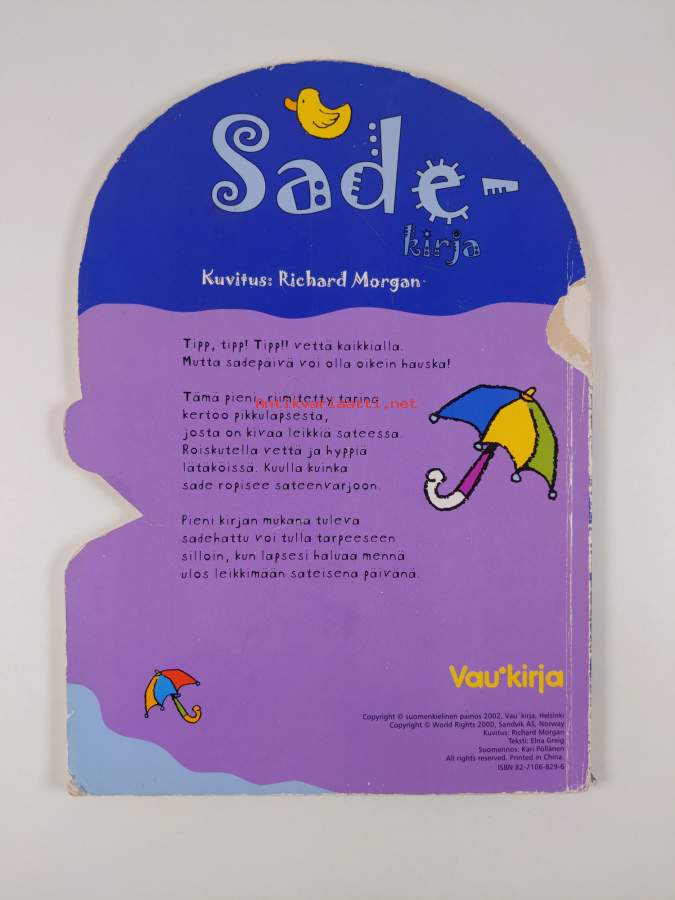 Sade-
kirja
Kuvitus: Richard Morgan
Tipp, tipp! Tipp!! vettä kaikkialla.
Mutta sadepäivä voi olla oikein hauska!
Tämä pieni, riimitetty tarina
antikvariaatti.net
kertoo pikkulapsesta,
josta on kivaa leikkiä sateessa.
Roiskutella vettä ja hyppiä
lätäköissä. Kuulla kuinka
sade ropisee sateenvarjoon.
Pieni kirjan mukana tuleva
sadehattu voi tulla tarpeeseen
silloin, kun lapsesi haluaa mennä
ulos leikkimään sateisena päivänä.
Vau•kirja
Copyright © suomenkielinen painos 2002, Vau´kirja, Helsinki
Copyright © World Rights 2000, Sandvik AS, Norway
Kuvitus: Richard Morgan
Teksti: Elna Greig
Suomennos: Kari Pöllänen
All rights reserved. Printed in China.
ISBN 82-7106-829-6